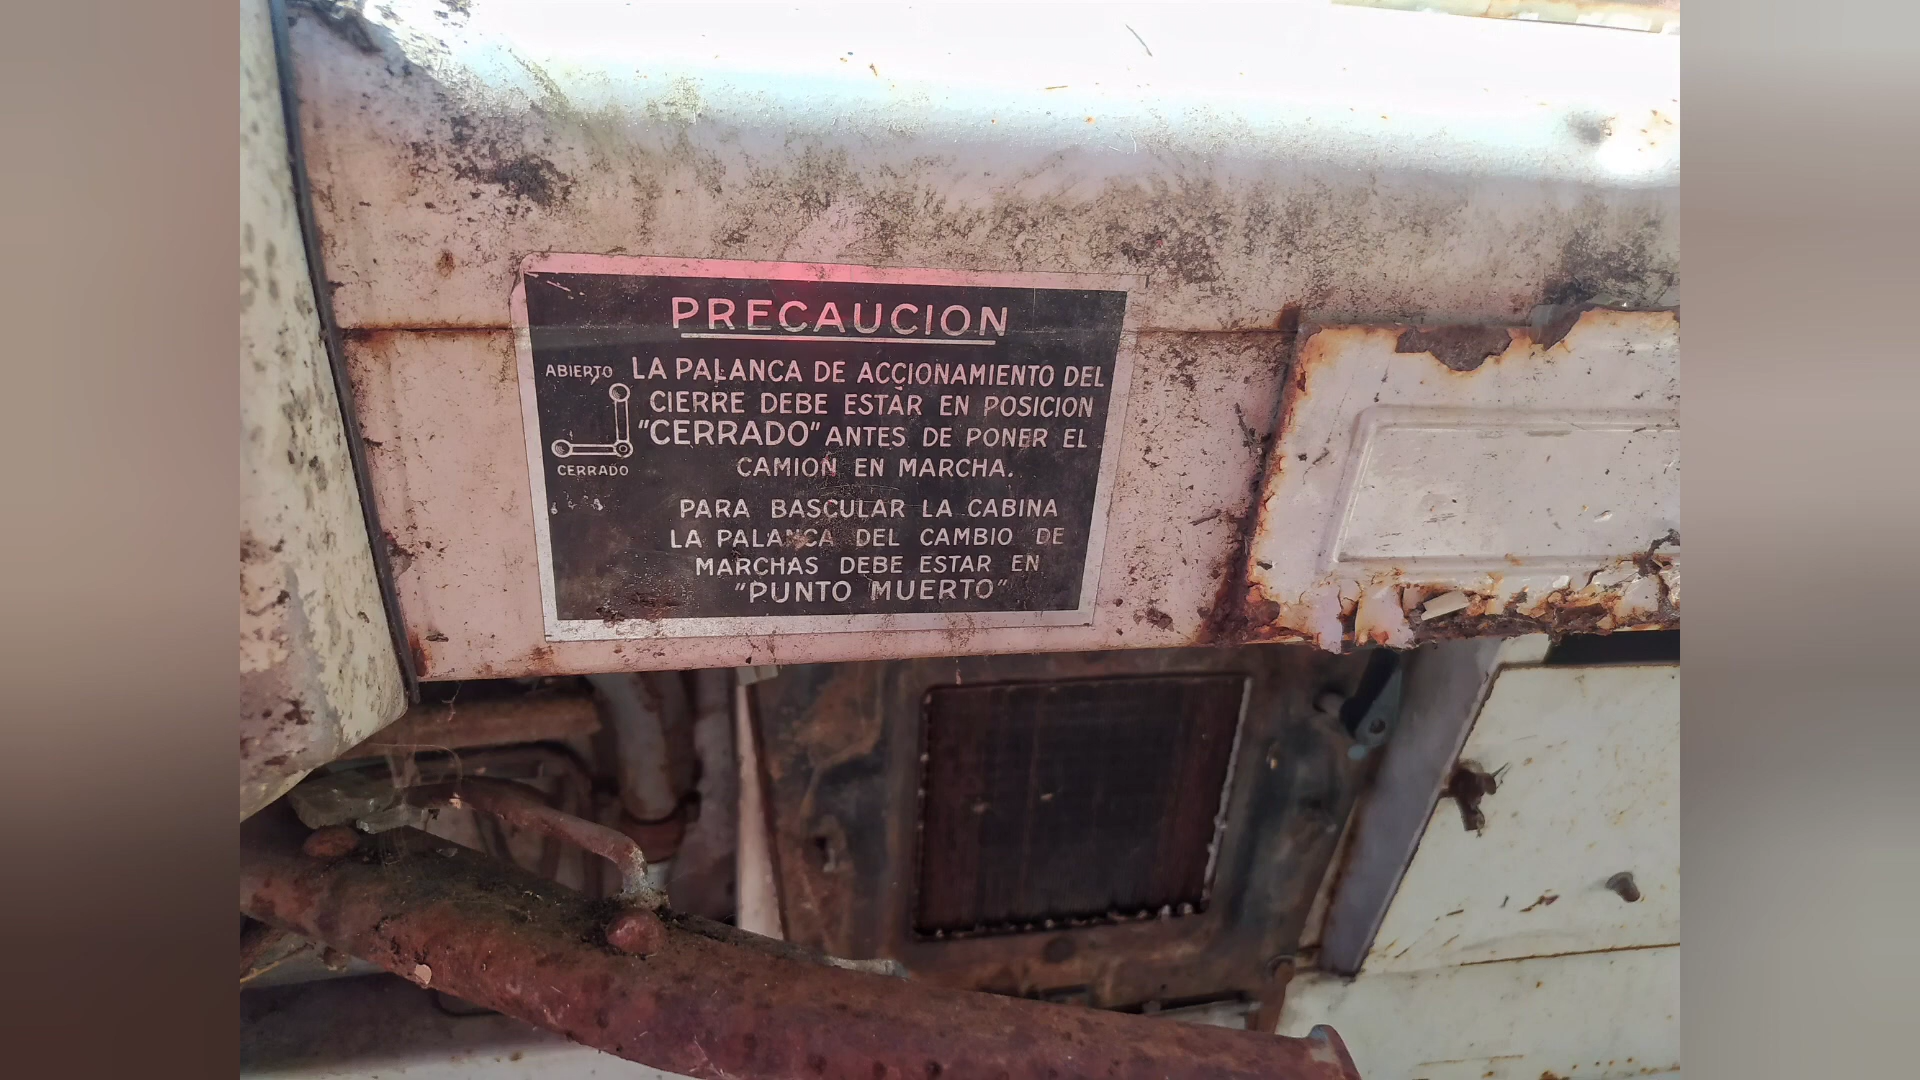 PRECAUCION
ABIERTO
CERRADO
LA PALANCA DE ACCIONAMIENTO DEL
CIERRE DEBE ESTAR EN POSICION
"CERRADO" ANTES DE PONER EL
CAMION EN MARCHA.
PARA BASCULAR LA CABINA
LA PALANCA DEL CAMBIO DE
MARCHAS DEBE ESTAR EN
"PUNTO MUERTO"